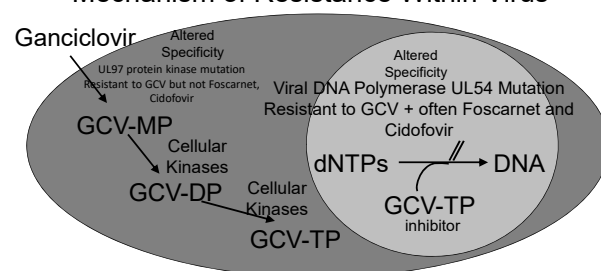 Mechanism of Resistance Within Virus
Ganciclovir
Altered
Specificity
UL97 protein kinase mutation
Resistant to GCV but not Foscarnet,
Cidofovir
GCV-MP
Cellular
Kinases
GCV-DP
Cellular
Kinases
GCV-TP
Altered
Specificity
Viral DNA Polymerase UL54 Mutation
Resistant to GCV + often Foscarnet and
Cidofovir
dNTPs
DNA
GCV-TP
inhibitor